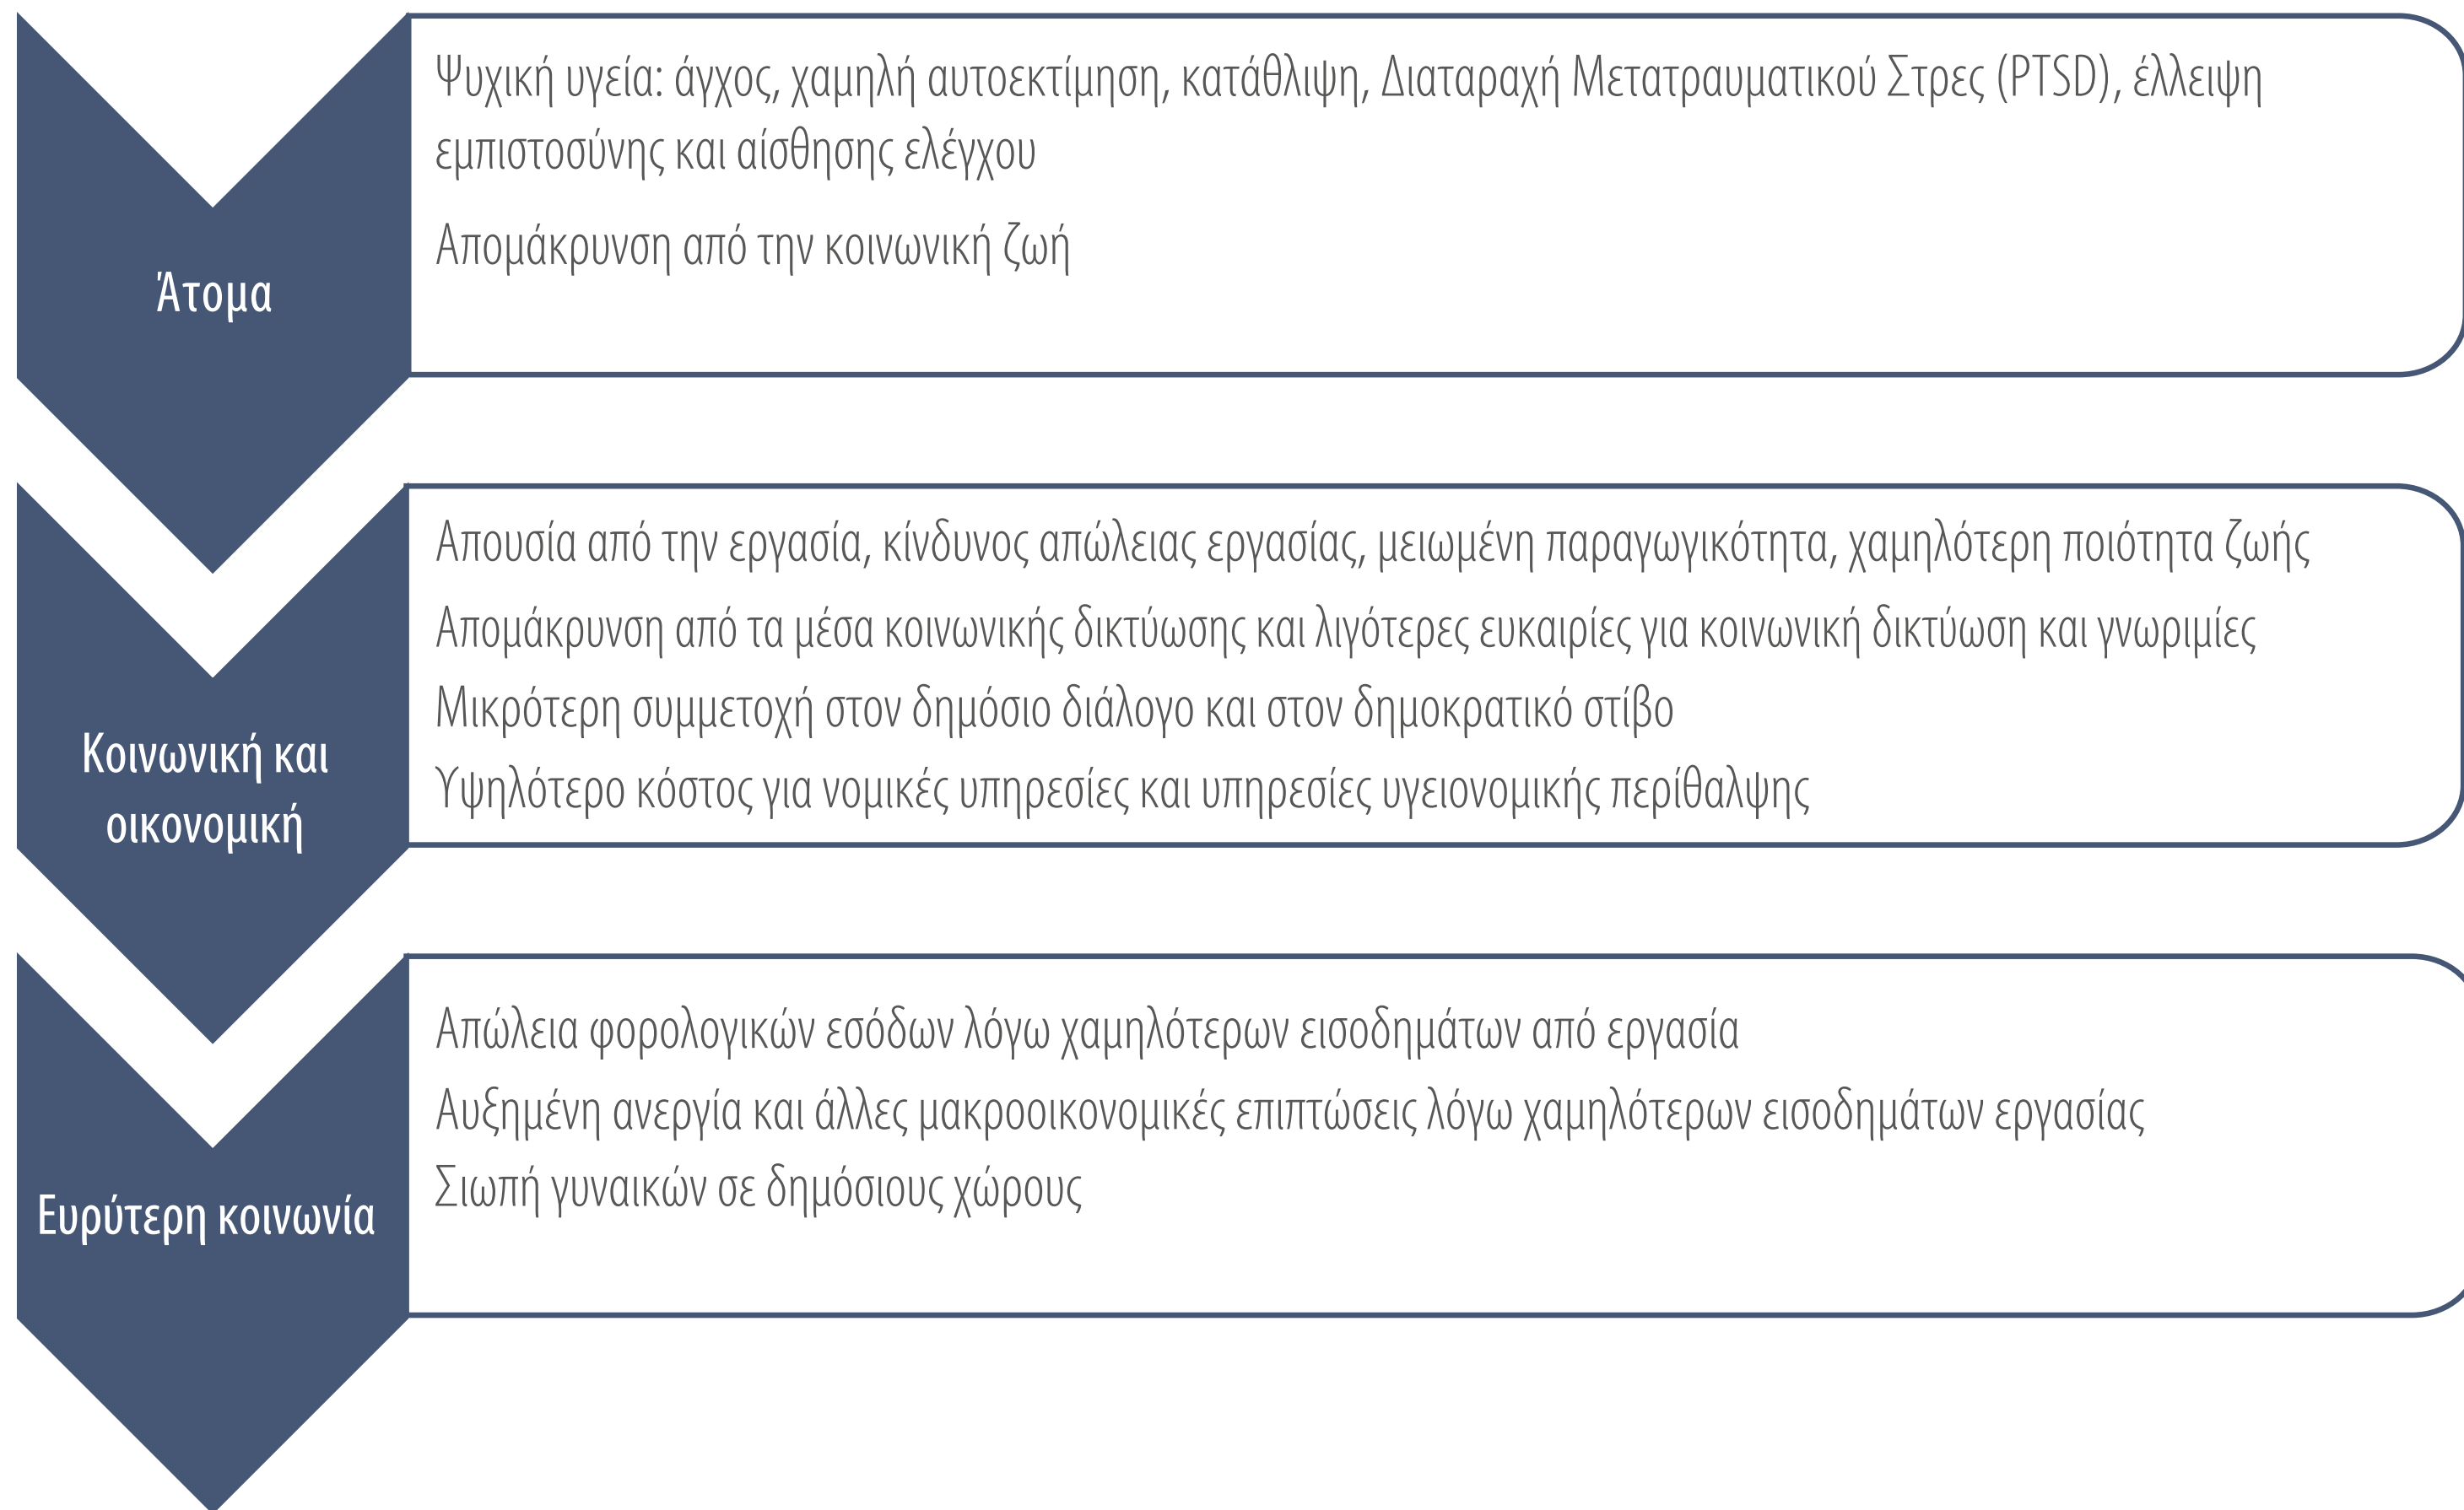 Άτομα
Ψυχική υγεία: άγχος, χαμηλή αυτοεκτίμηση, κατάθλιψη, Διαταραχή Μετατραυματικού Στρες (PTSD), έλλειψη
εμπιστοσύνης και αίσθησης ελέγχου
Απομάκρυνση από την κοινωνική ζωή
Κοινωνική και
οικονομική
Απουσία από την εργασία, κίνδυνος απώλειας εργασίας, μειωμένη παραγωγικότητα, χαμηλότερη ποιότητα ζωής
Απομάκρυνση από τα μέσα κοινωνικής δικτύωσης και λιγότερες ευκαιρίες για κοινωνική δικτύωση και γνωριμίες
Μικρότερη συμμετοχή στον δημόσιο διάλογο και στον δημοκρατικό στίβο
Υψηλότερο κόστος για νομικές υπηρεσίες και υπηρεσίες υγειονομικής περίθαλψης
Ευρύτερη κοινωνία
Απώλεια φορολογικών εσόδων λόγω χαμηλότερων εισοδημάτων από εργασία
Αυξημένη ανεργία και άλλες μακροοικονομικές επιπτώσεις λόγω χαμηλότερων εισοδημάτων εργασίας
Σιωπή γυναικών σε δημόσιους χώρους